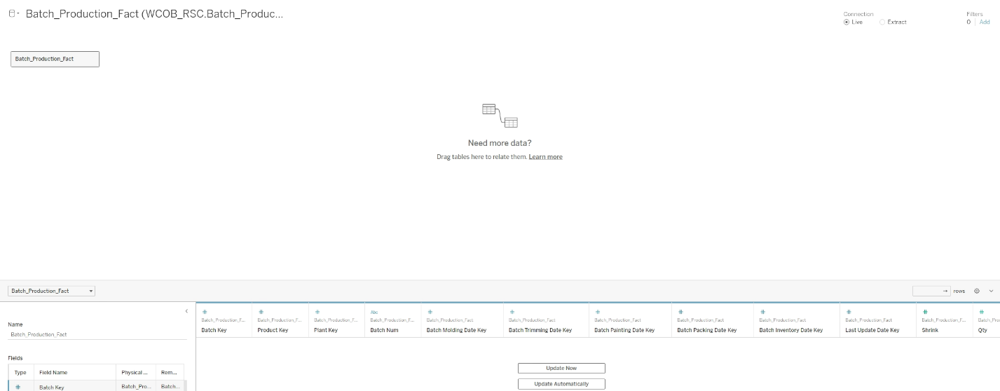 Batch_Production_Fact (WCOB_RSC.Batch_Produc...
Connection
Live
Extract
Filters
0
Add
Batch_Production_Fact
Need more data?
Drag tables here to relate them. Learn more
Batch_Production_Fact
rows
Name
Batch_Production_Fact
Fields
Type
Field Name
Physical ...
Rem...
Batch Key
Batch_Pro...
Batch...
Batch_Production_F...
Batch Key
Batch_Production_F...
Product Key
Batch_Production_F...
Plant Key
Abc
Batch_Production_F...
Batch Num
Batch_Production_Fact
Batch Molding Date Key
Batch_Production_Fact
Batch Trimming Date Key
Batch_Production_Fact
Batch Painting Date Key
Batch_Production_Fact
Batch Packing Date Key
Batch_Production_Fact
Batch Inventory Date Key
Batch_Production_Fact
Last Update Date Key
Batch_Production_F...
Shrink
Qty
Update Now
Update Automatically